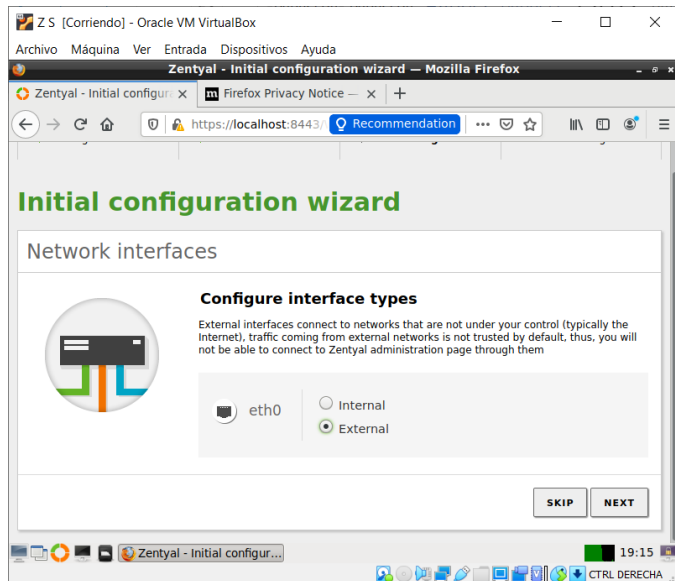 Z S [Corriendo] - Oracle VM VirtualBox
Archivo Máquina Ver Entrada Dispositivos Ayuda
Zentyal - Initial configuration wizard — Mozilla Firefox
Zentyal - Initial configura
Firefox Privacy Notice —
https://localhost:8443/ Recommendation
Initial configuration wizard
Network interfaces
Configure interface types
External interfaces connect to networks that are not under your control (typically the
Internet), traffic coming from external networks is not trusted by default, thus, you will
not be able to connect to Zentyal administration page through them
eth0
Internal
External
SKIP NEXT
Zentyal - Initial configur...
19:15
CTRL DERECHA